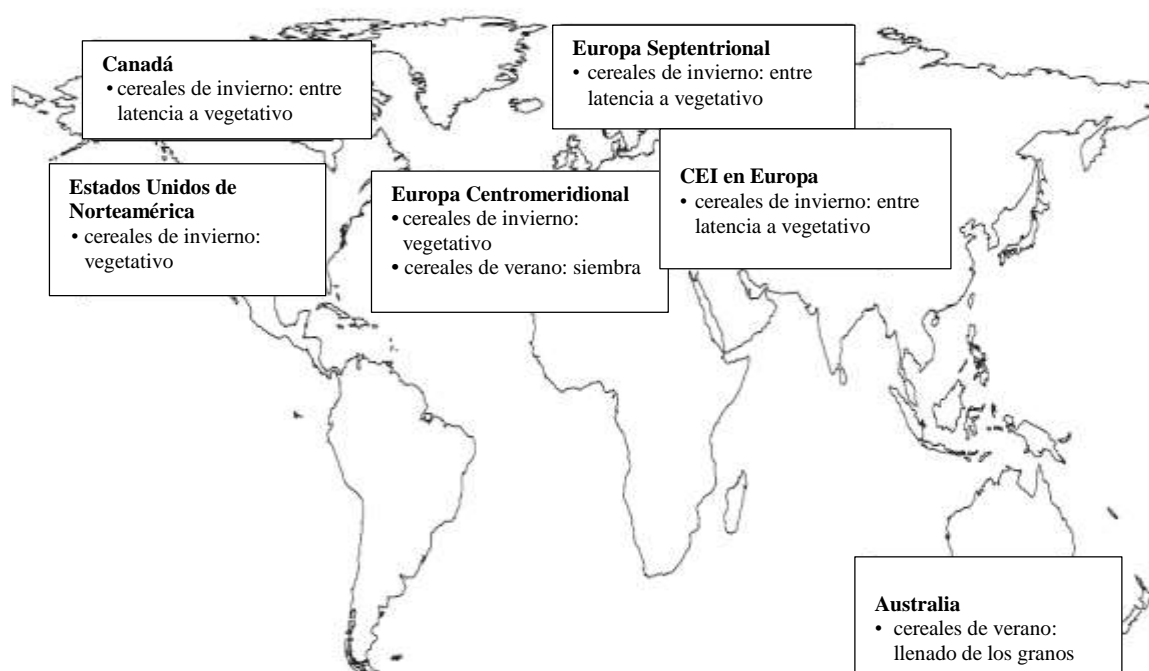 Canadá
• cereales de invierno: entre
latencia a vegetativo
Europa Septentrional
• cereales de invierno: entre
latencia a vegetativo
Estados Unidos de
Norteamérica
• cereales de invierno:
vegetativo
Europa Centromeridional
• cereales de invierno:
vegetativo
• cereales de verano: siembra
CEI en Europa
• cereales de invierno: entre
latencia a vegetativo
Australia
• cereales de verano:
llenado de los granos